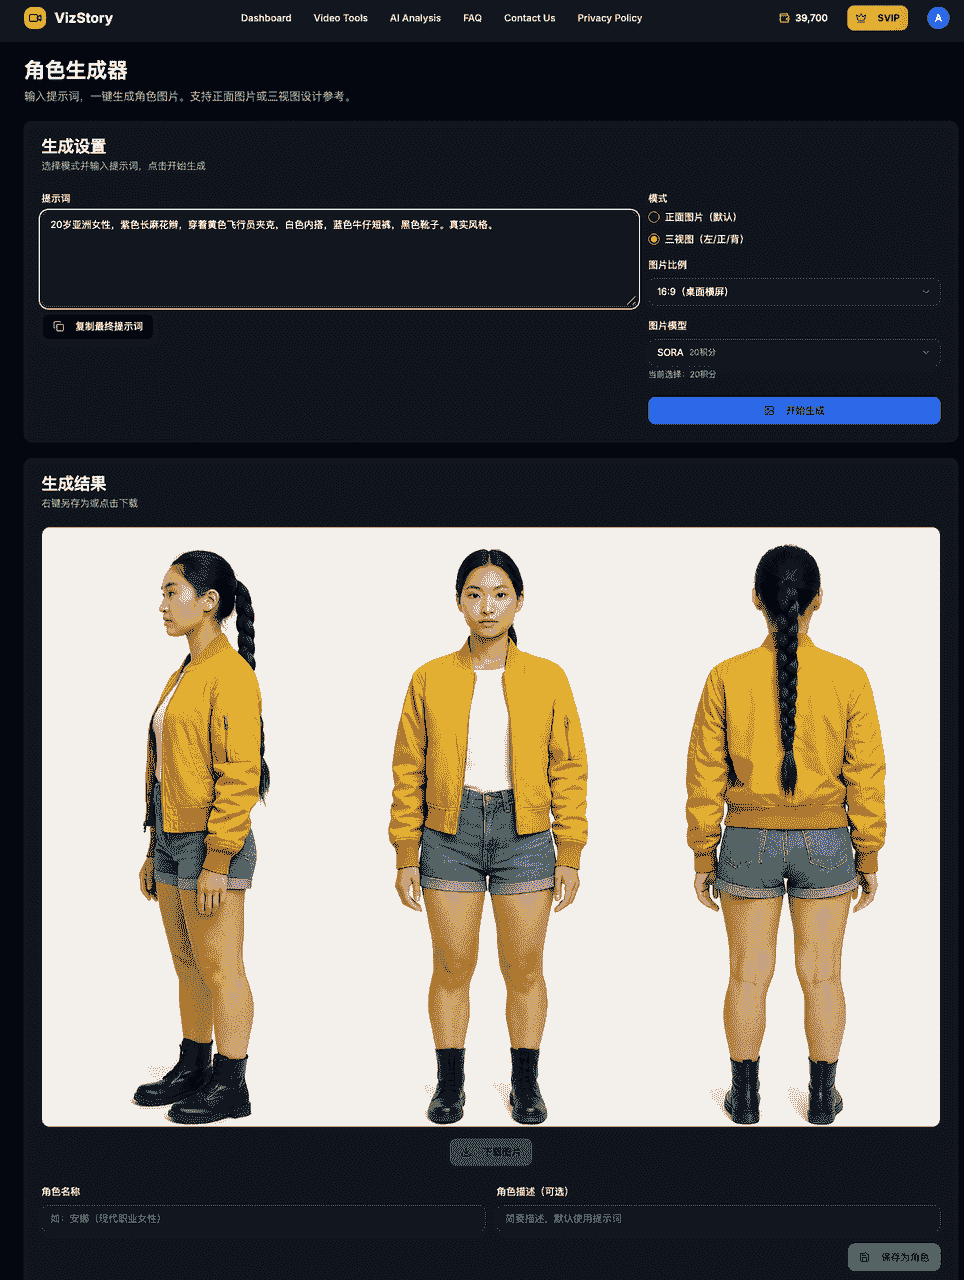 VizStory
Dashboard
Video Tools
AI Analysis
FAQ
Contact Us
Privacy Policy
39,700
SVIP
A
角色生成器
输入提示词，一键生成角色图片。支持正面图片或三视图设计参考。
生成设置
选择模式并输入提示词，点击开始生成
提示词
20岁亚洲女性，紫色长麻花辫，穿着黄色飞行员夹克，白色内搭，蓝色牛仔短裤，黑色靴子。真实风格。
复制最终提示词
模式
正面图片（默认）
三视图（左/正/背）
图片比例
16:9（桌面横屏）
图片模型
SORA 20积分
当前选择：20积分
开始生成
生成结果
右键另存为或点击下载
下载图片
角色名称
如：安娜（现代职业女性）
角色描述（可选）
简要描述，默认使用提示词
保存为角色